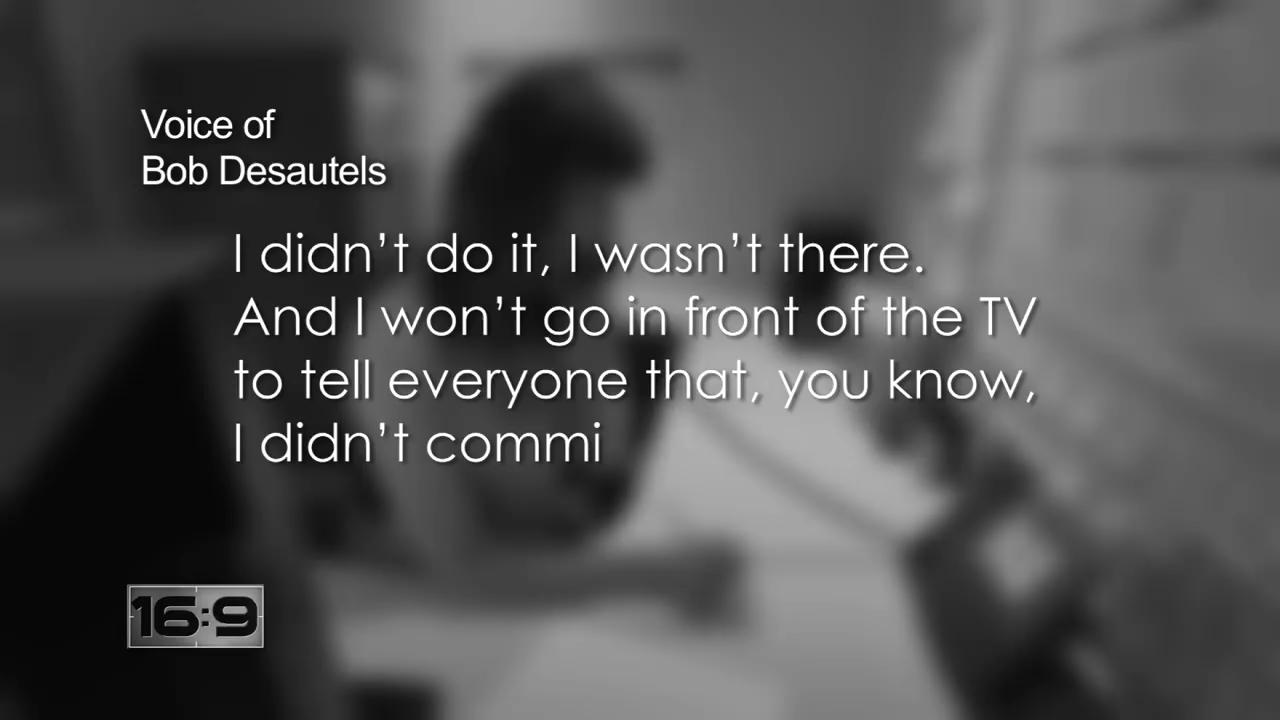 Voice of
Bob Desautels
I didn’t do it, I wasn’t there.
And I won’t go in front of the TV
to tell everyone that, you know,
I didn’t commi
16:9